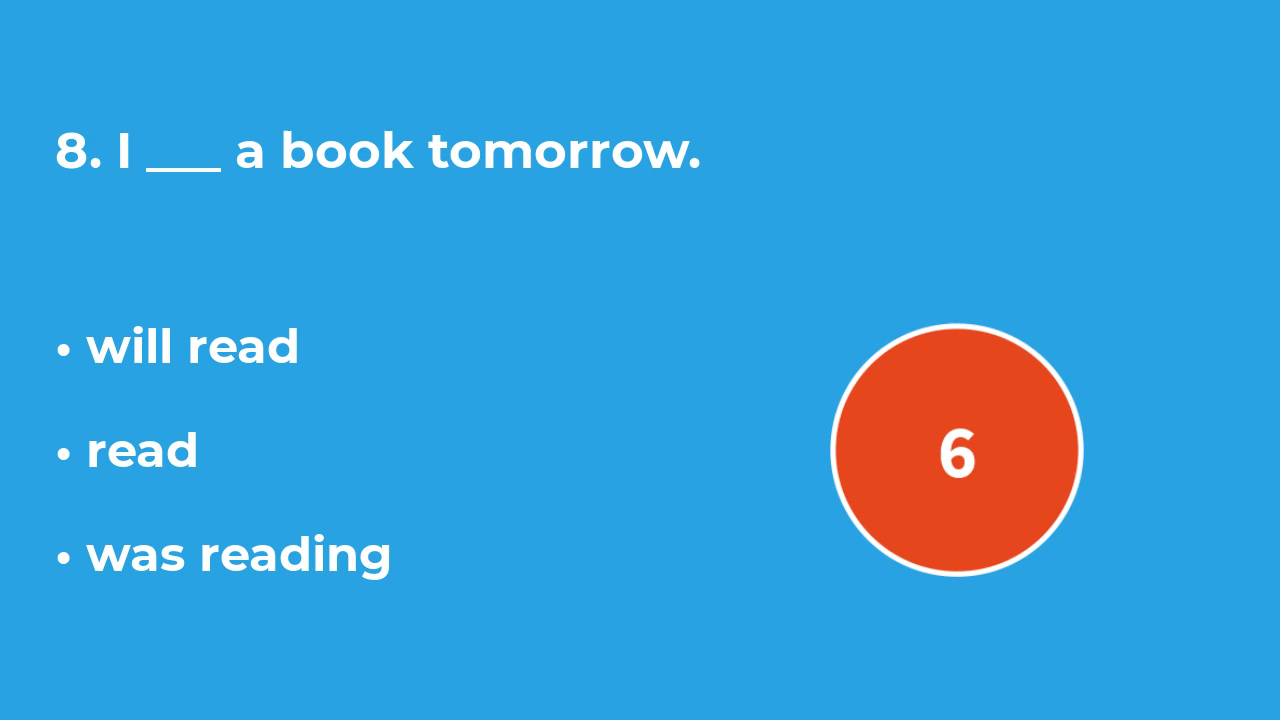 8. I ___ a book tomorrow.
• will read
• read
• was reading
6